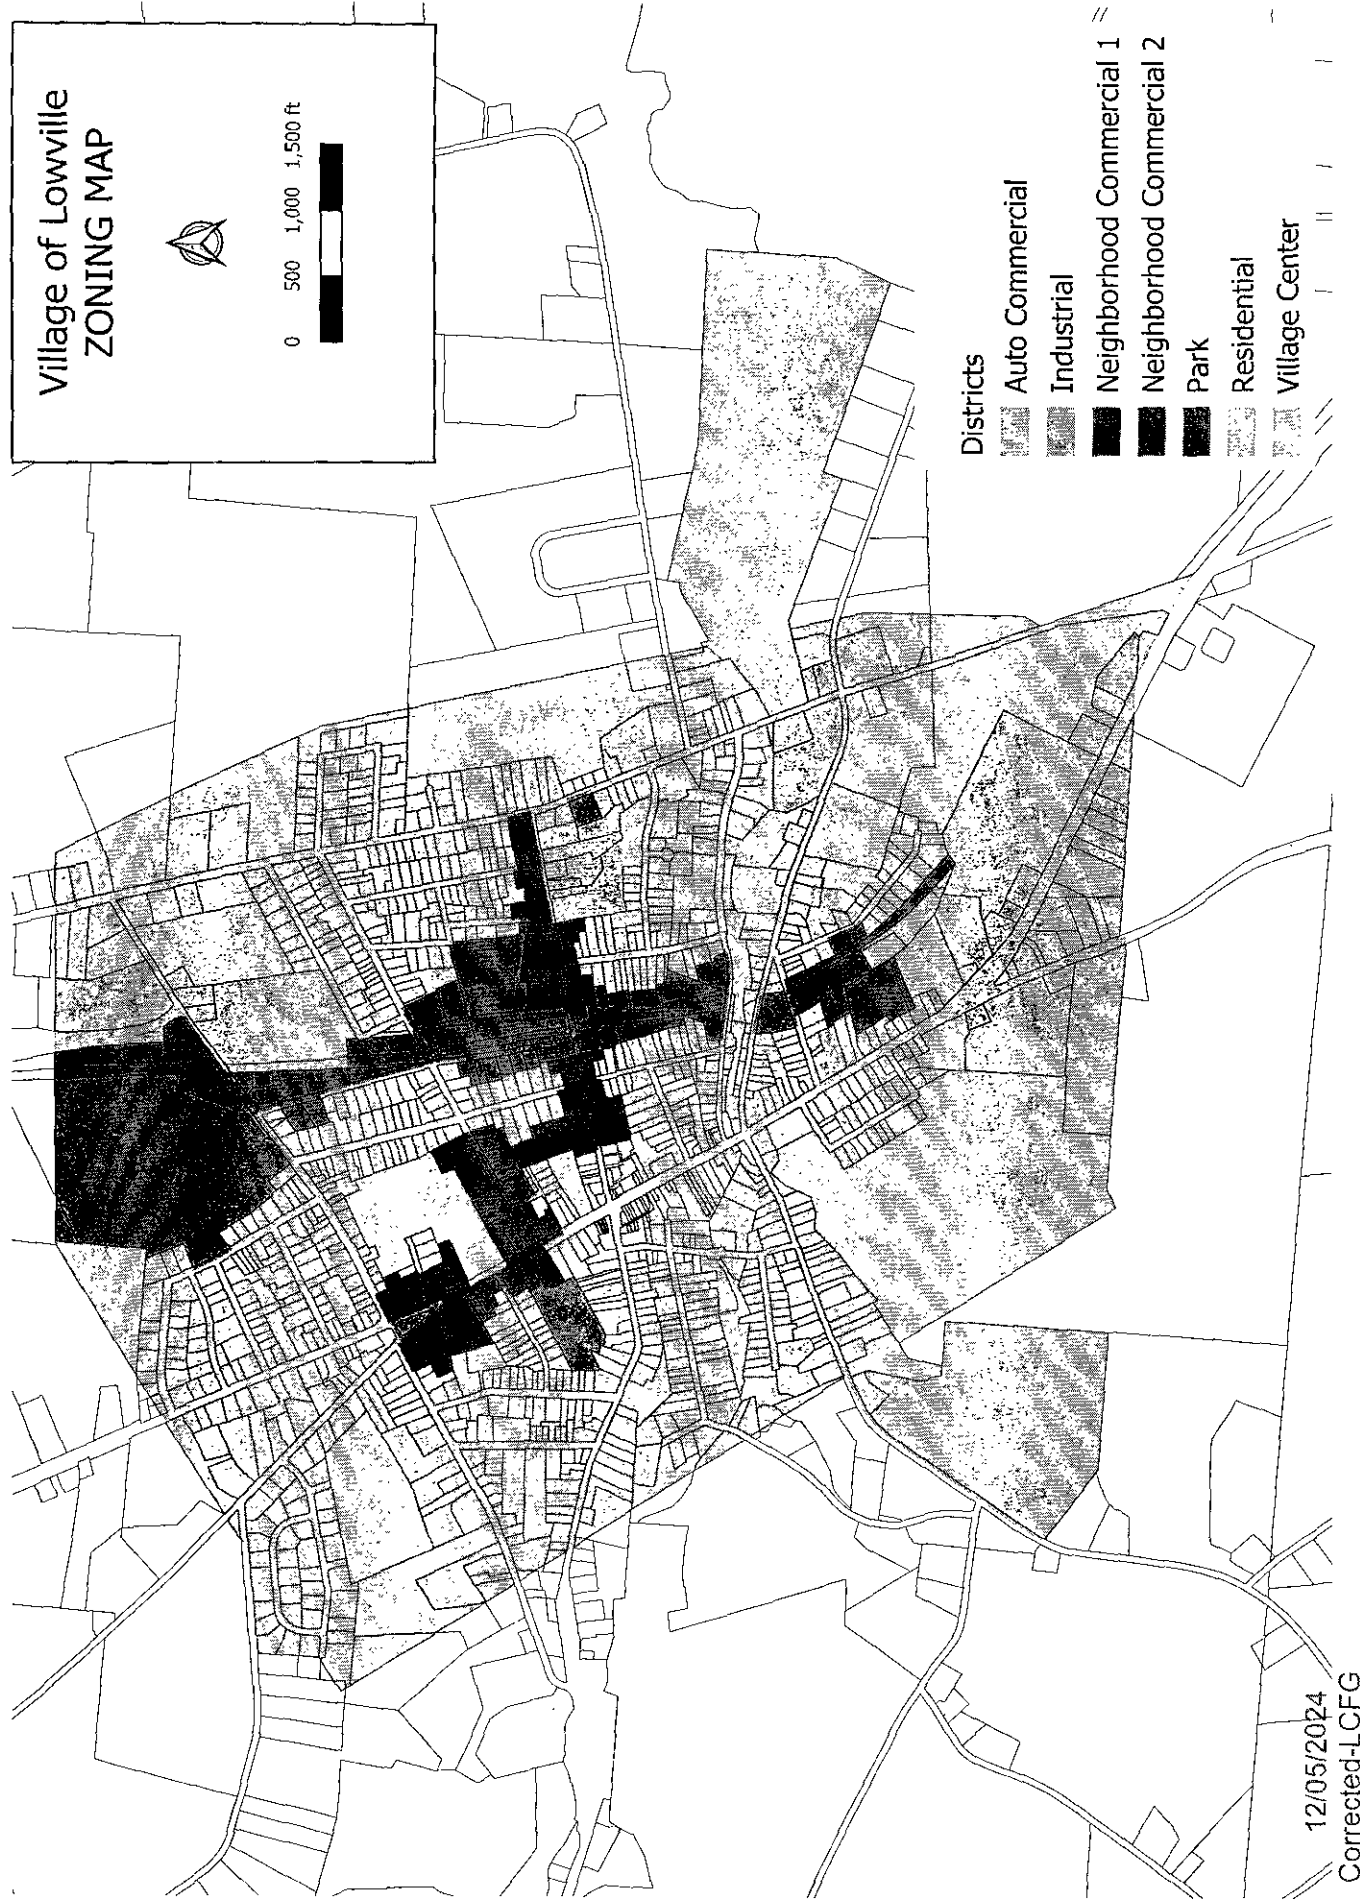 Village of Lowville
ZONING MAP
0 500 1,000 1,500 ft
Districts
Auto Commercial
Industrial
Neighborhood Commercial 1
Neighborhood Commercial 2
Park
Residential
Village Center
12/05/2024
Corrected-LCFG